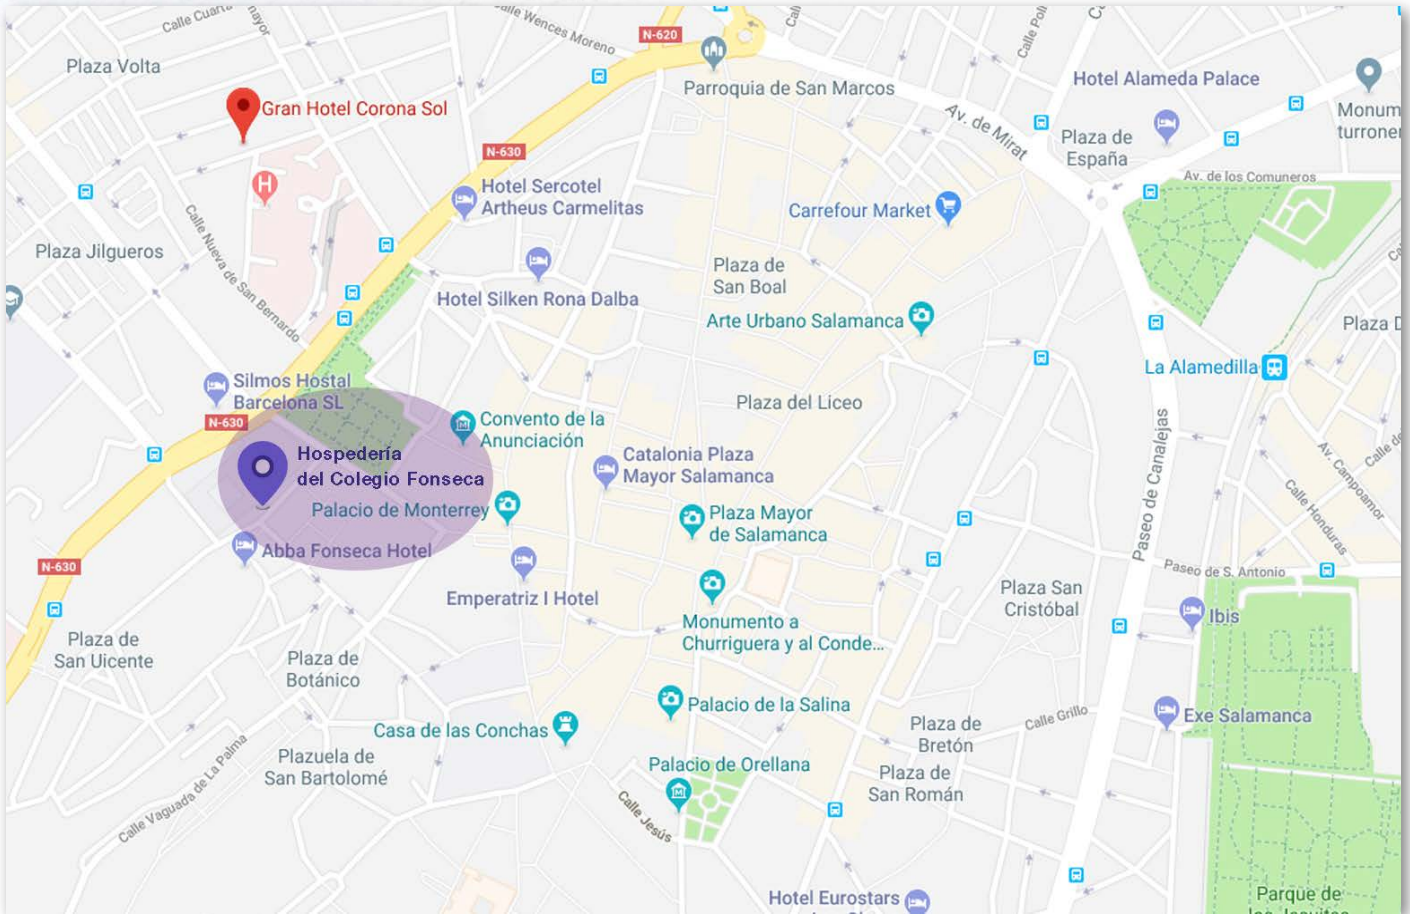 Calle Wences Moreno
N-620
Plaza Volta
Parroquia de San Marcos
Hotel Alameda Palace
Gran Hotel Corona Sol
Av. de Mirat
Plaza de
España
N-630
Av. de los Comuneros
Hotel Sercotel
Artheus Carmelitas
H
Carrefour Market
Calle Nueva de San Bernardo
Plaza Jilgueros
Plaza de
San Boal
Hotel Silken Rona Dalba
Arte Urbano Salamanca
La Alamedilla
Silmos Hostal
Barcelona SL
Plaza del Liceo
N-630
Convento de la
Anunciación
Hospedería
del Colegio Fonseca
Catalonia Plaza
Mayor Salamanca
Paseo de Canalejas
Av. Campoamor
Calle Honduras
Palacio de Monterrey
Plaza Mayor
de Salamanca
Abba Fonseca Hotel
N-630
Paseo de S. Antonio
Emperatriz I Hotel
Plaza San
Cristóbal
Ibis
Monumento a
Churriguera y al Conde...
Plaza de
San Uicente
Plaza de
Botánico
Palacio de la Salina
Casa de las Conchas
Calle Grillo
Exe Salamanca
Plaza de
Bretón
Plazuela de
San Bartolomé
Palacio de Orellana
Plaza de
San Román
Calle Vaguada de La Palma
Calle Jesús
Hotel Eurostars
Parque de